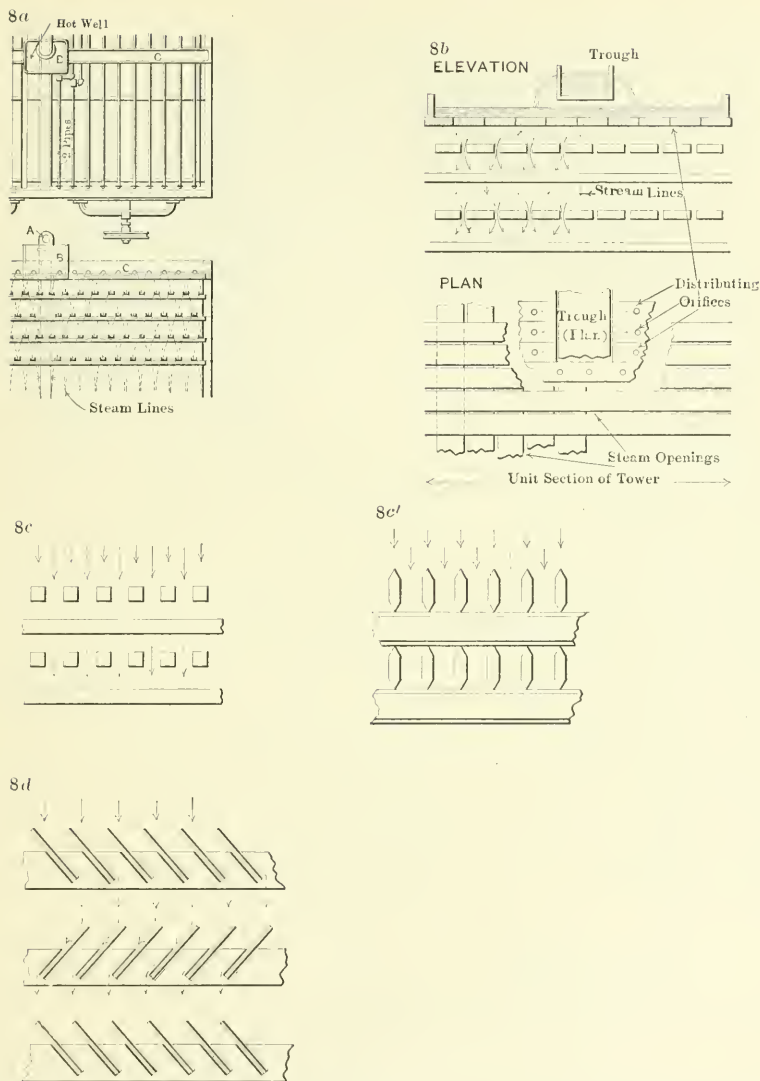 8a
Hot Well
D
C
2 Pipes
A
B
C
Steam Lines
8b
ELEVATION
Trough
Stream Lines
PLAN
Distributing
Orifices
Trough
(Plan)
Steam Openings
Unit Section of Tower
8c
8c'
8d